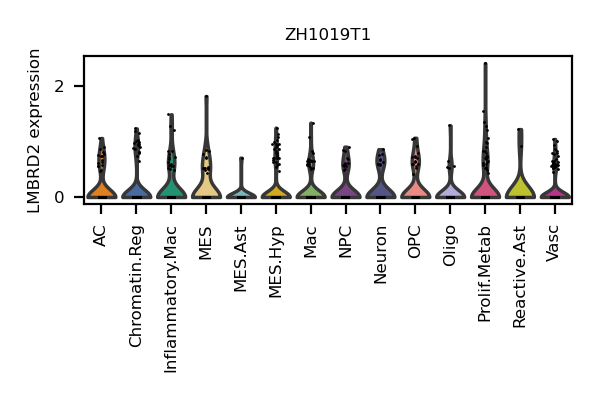 ZH1019T1
LMBRD2 expression
2
0
AC
Chromatin.Reg
Inflammatory.Mac
MES
MES.Ast
MES.Hyp
Mac
NPC
Neuron
OPC
Oligo
Prolif.Metab
Reactive.Ast
Vasc